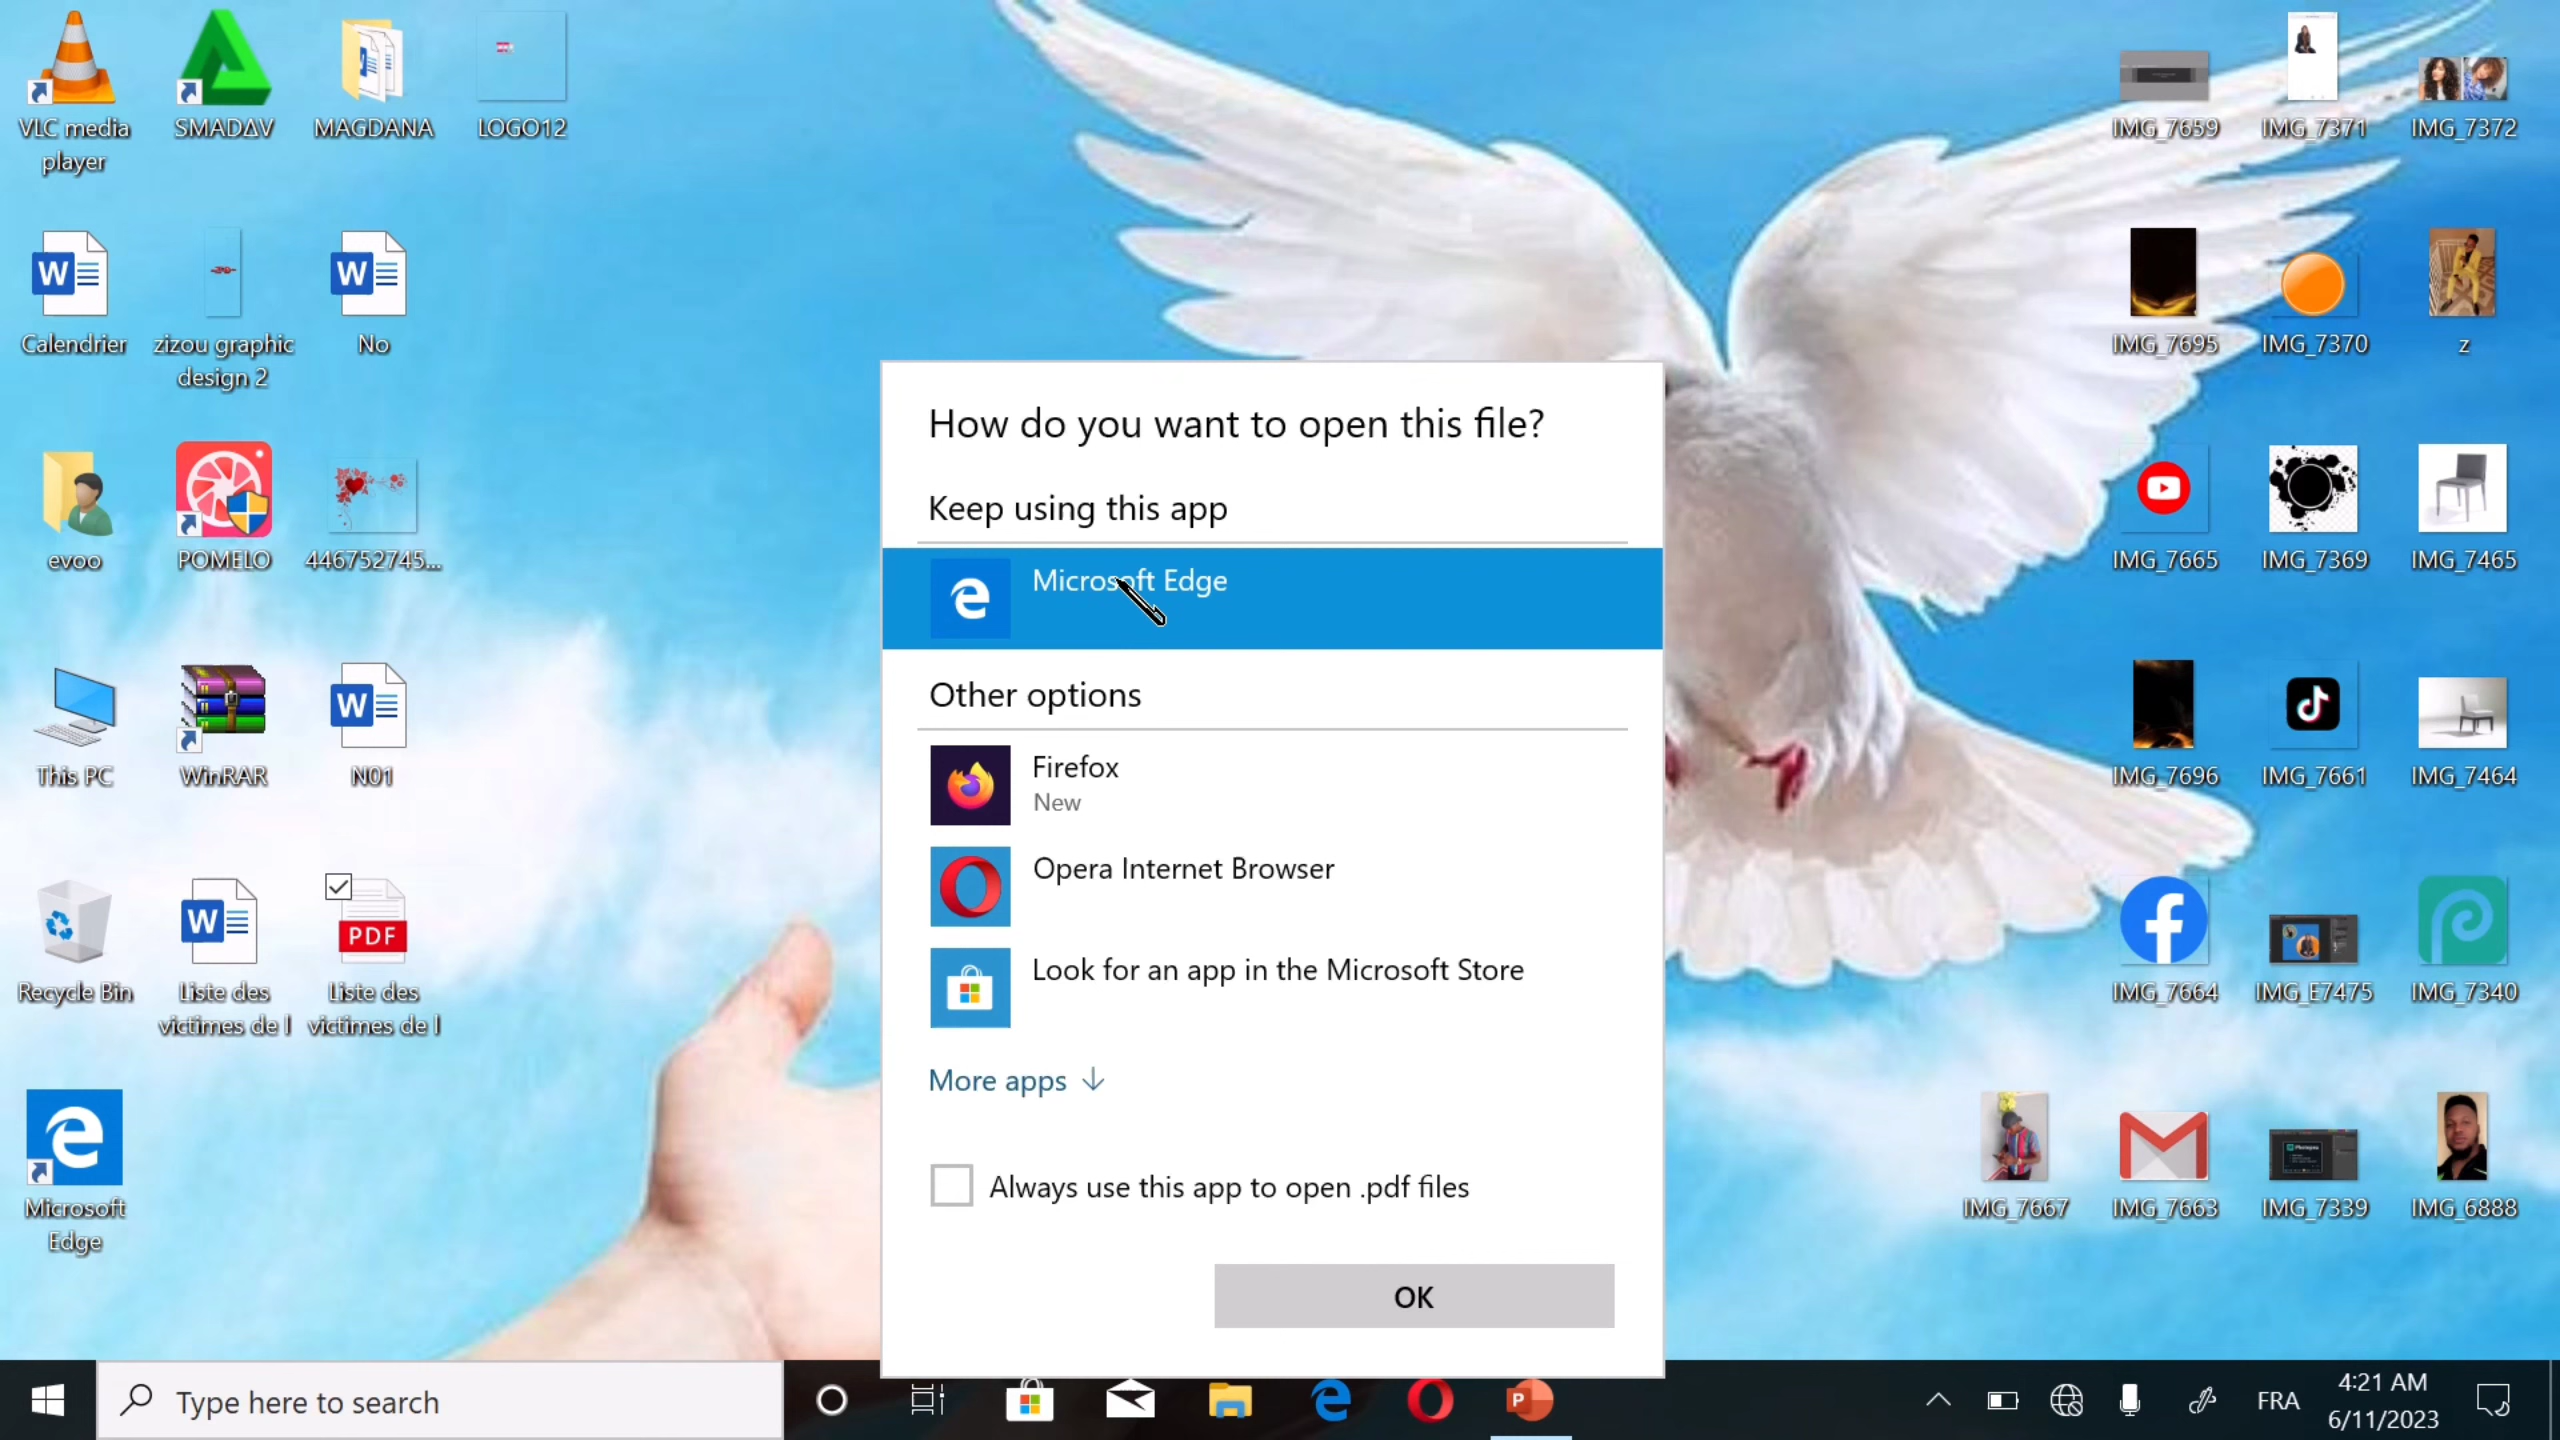 VLC media
player
SMADΔV
MAGDANA
LOGO12
Calendrier
zizou graphic
design 2
No
evoo
POMELO
446752745...
This PC
WinRAR
N01
Recycle Bin
Liste des
victimes de l
PDF
Liste des
victimes de l
Microsoft
Edge
How do you want to open this file?
Keep using this app
Microsoft Edge
Other options
Firefox
New
Opera Internet Browser
Look for an app in the Microsoft Store
More apps
Always use this app to open .pdf files
OK
IMG_7659
IMG_7371
IMG_7372
IMG_7695
IMG_7370
z
IMG_7665
IMG_7369
IMG_7465
IMG_7696
IMG_7661
IMG_7464
IMG_7664
IMG_E7475
IMG_7340
IMG_7667
IMG_7663
IMG_7339
IMG_6888
Type here to search
FRA
4:21 AM
6/11/2023